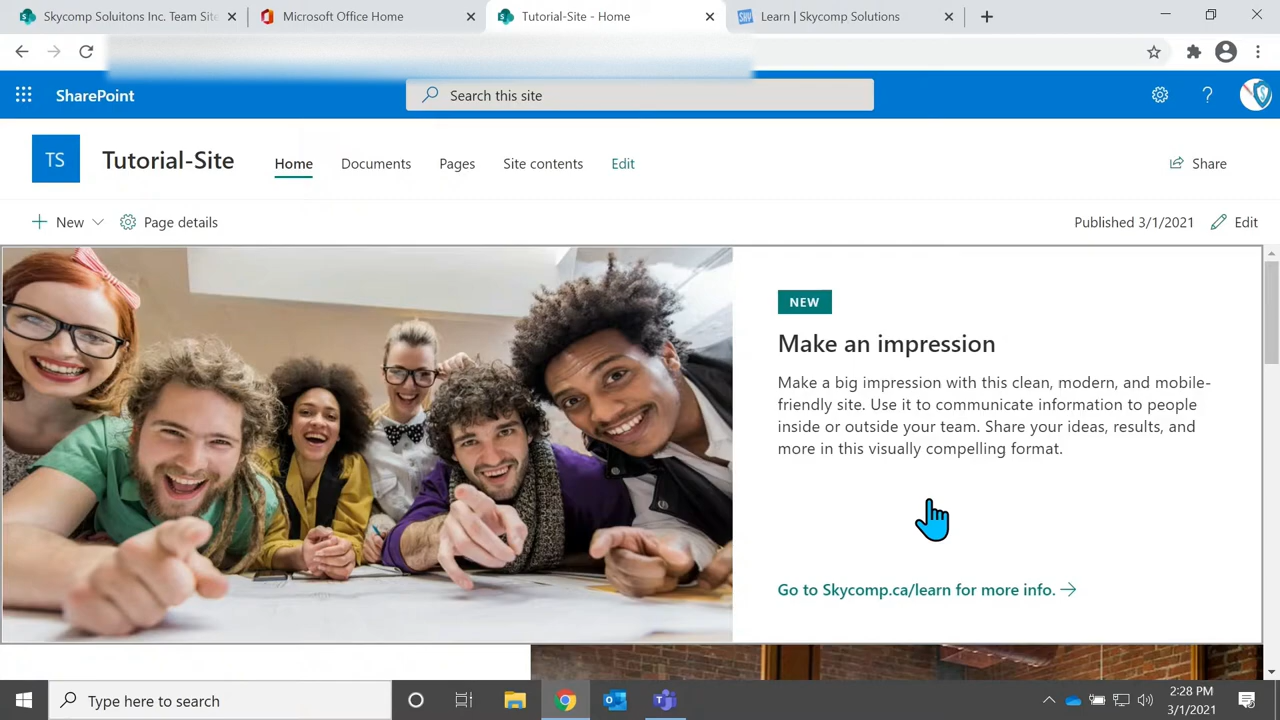 Skycomp Soluitons Inc. Team Site
Microsoft Office Home
Tutorial-Site - Home
SKY
Learn | Skycomp Solutions
SharePoint
Search this site
TS
Tutorial-Site
Home
Documents
Pages
Site contents
Edit
Share
New
Page details
Published 3/1/2021
Edit
NEW
Make an impression
Make a big impression with this clean, modern, and mobile-
friendly site. Use it to communicate information to people
inside or outside your team. Share your ideas, results, and
more in this visually compelling format.
Go to Skycomp.ca/learn for more info.
Type here to search
2:28 PM
3/1/2021